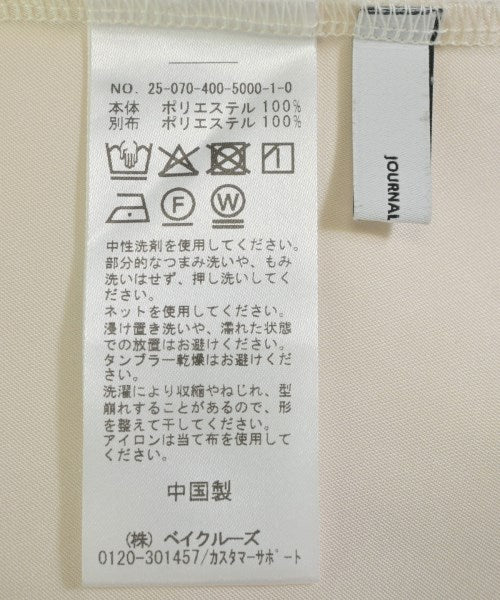 NO. 25-070-400-5000-1-0
本体 ポリエステル 100%
別布 ポリエステル 100%
F
W
中性洗剤を使用してください。
部分的なつまみ洗いや、もみ
洗いはせず、押し洗いしてく
ださい。
ネットを使用してください。
浸け置き洗いや、濡れた状態
での放置はお避けください。
タンブラー乾燥はお避けくだ
さい。
洗濯により収縮やねじれ、型
崩れすることがあるので、形
を整えて干してください。
アイロンは当て布を使用して
ください。
中国製
(株) ベイクルーズ
0120-301457/カスタマーサポート
JOURNAL